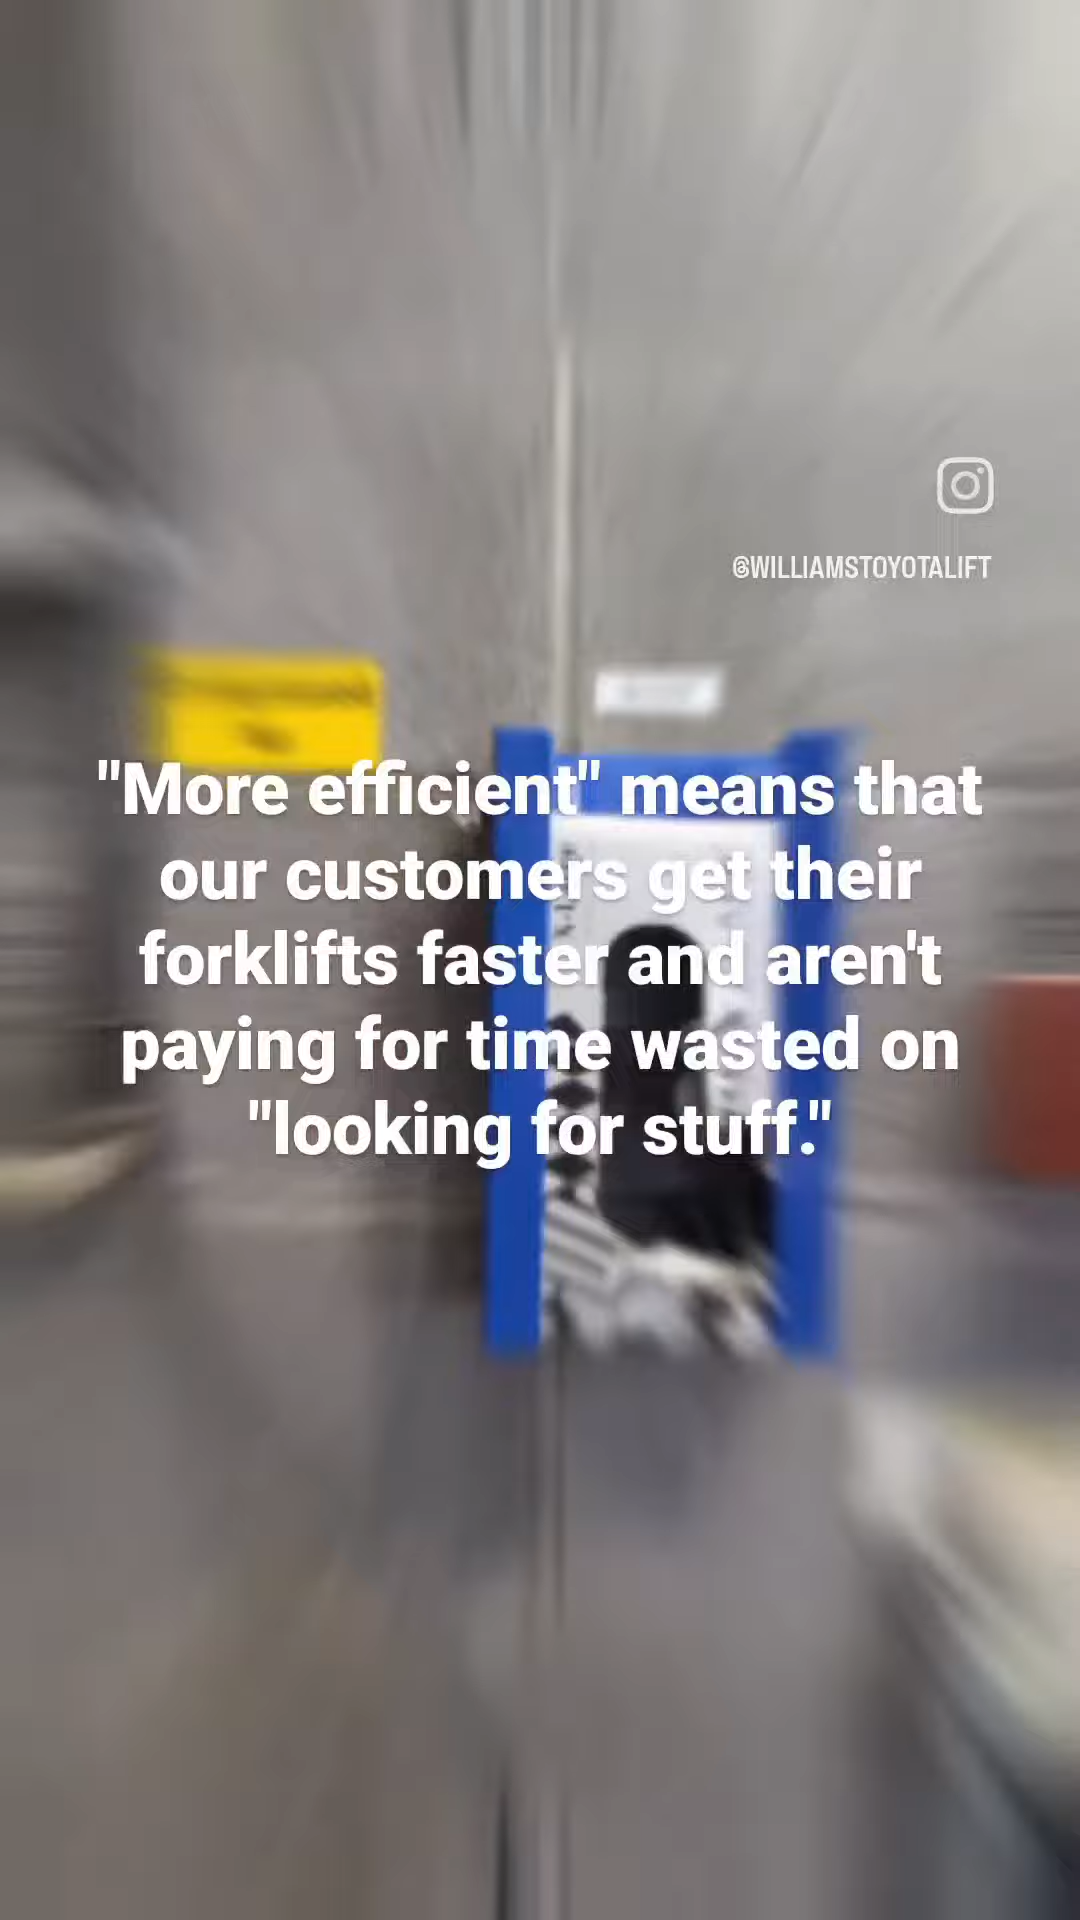 @WILLIAMSTOYOTALIFT
"More efficient" means that
our customers get their
forklifts faster and aren't
paying for time wasted on
"looking for stuff."